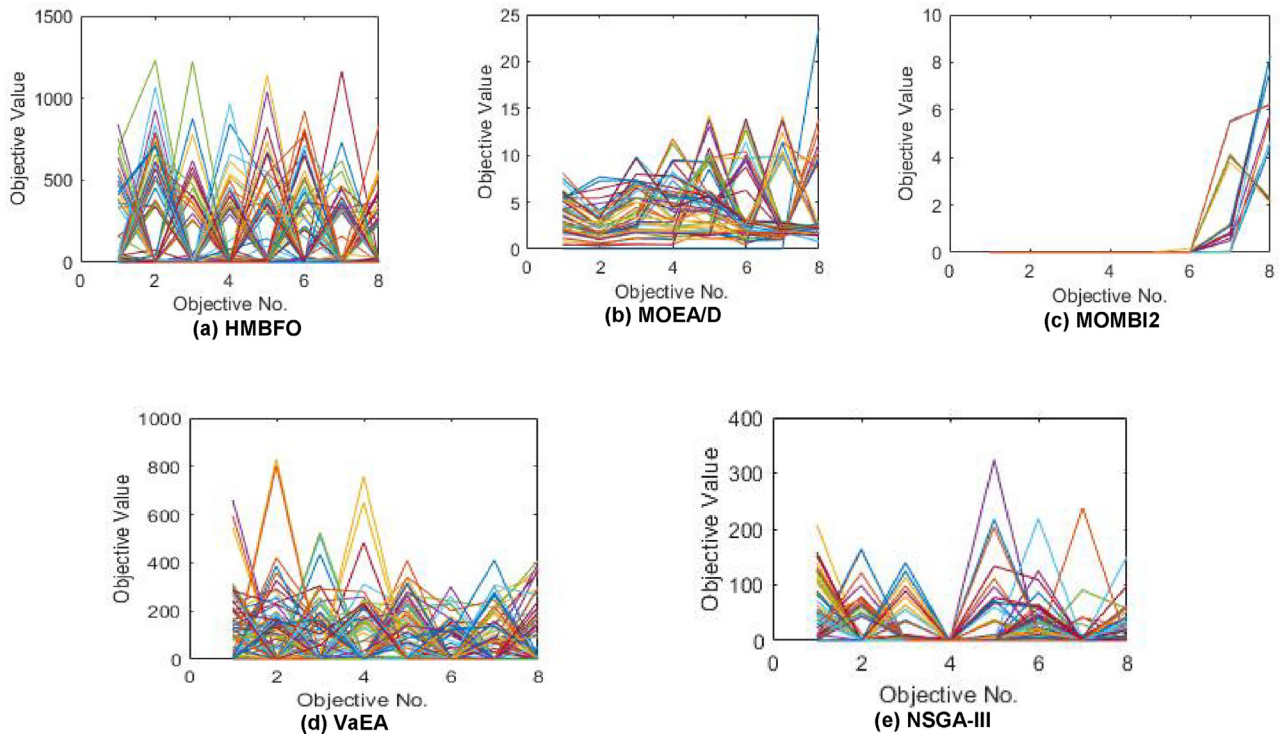 1500
1000
500
0
Objective Value
0 2 4 6 8
Objective No.
(a) HMBFO
25
20
15
10
5
0
Objective Value
0 2 4 6 8
Objective No.
(b) MOEA/D
10
8
6
4
2
0
Objective Value
0 2 4 6 8
Objective No.
(c) MOMBI2
1000
800
600
400
200
0
Objective Value
0 2 4 6 8
Objective No.
(d) VaEA
400
300
200
100
0
Objective Value
0 2 4 6 8
Objective No.
(e) NSGA-III